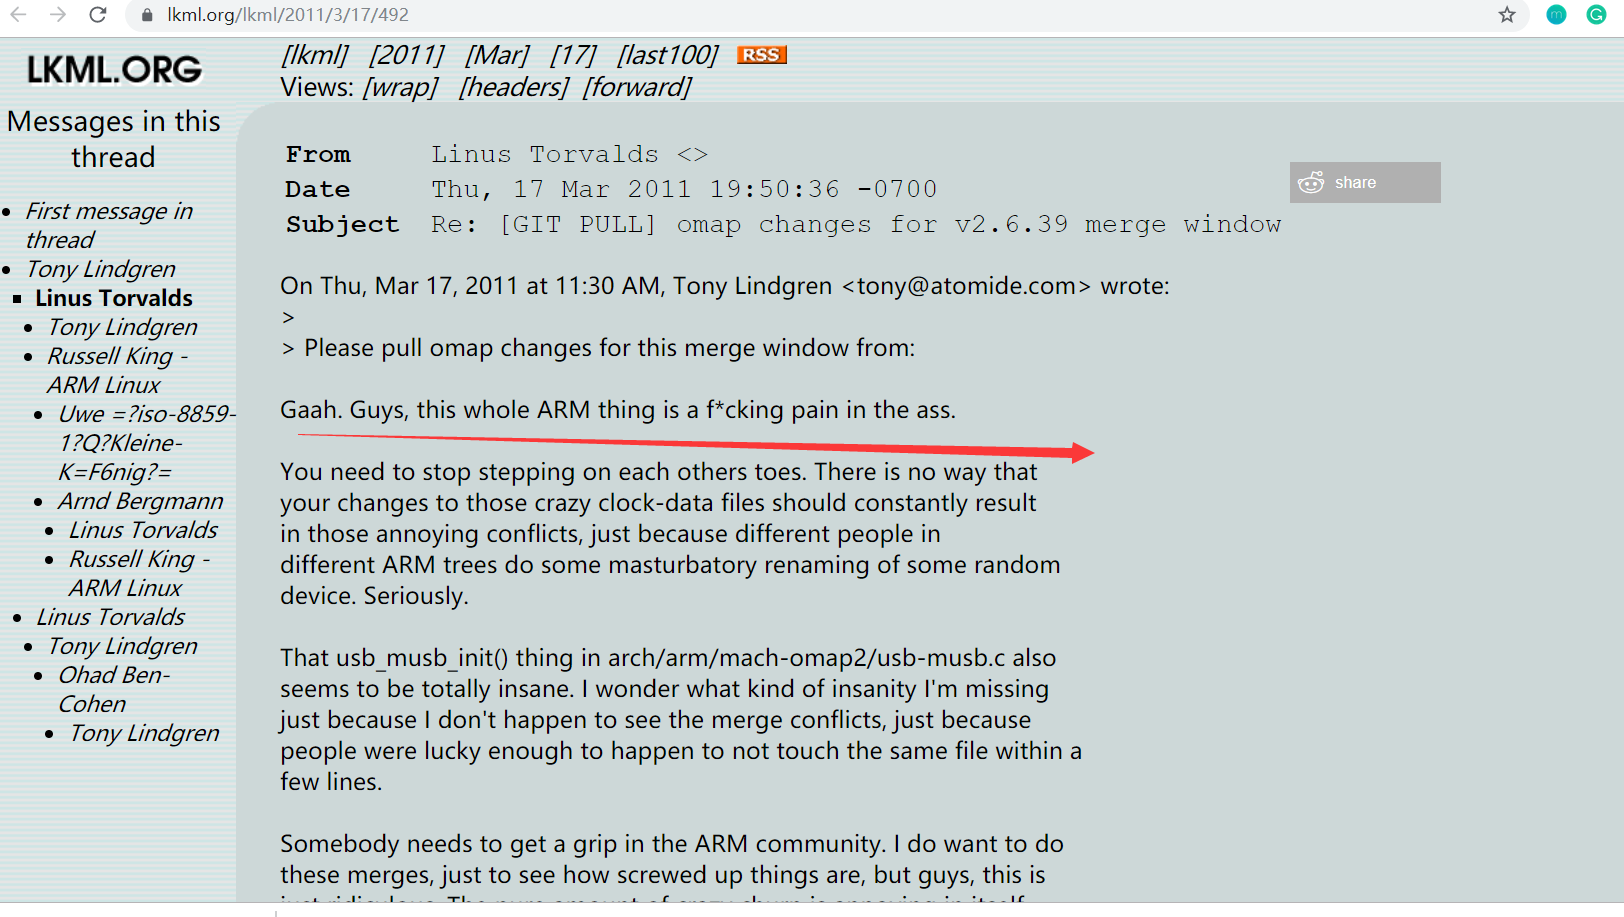 lkml.org/lkml/2011/3/17/492
m
G
LKML.ORG
Messages in this
thread
First message in
thread
Tony Lindgren
Linus Torvalds
Tony Lindgren
Russell King -
ARM Linux
Uwe =?iso-8859-
1?Q?Kleine-
K=F6nig?=
Arnd Bergmann
Linus Torvalds
Russell King -
ARM Linux
Linus Torvalds
Tony Lindgren
Ohad Ben-
Cohen
Tony Lindgren
[lkml] [2011] [Mar] [17] [last100] RSS
Views: [wrap] [headers] [forward]
From Linus Torvalds <>
Date Thu, 17 Mar 2011 19:50:36 -0700
Subject Re: [GIT PULL] omap changes for v2.6.39 merge window
share
On Thu, Mar 17, 2011 at 11:30 AM, Tony Lindgren <tony@atomide.com> wrote:
>
> Please pull omap changes for this merge window from:
Gaah. Guys, this whole ARM thing is a f*cking pain in the ass.
You need to stop stepping on each others toes. There is no way that
your changes to those crazy clock-data files should constantly result
in those annoying conflicts, just because different people in
different ARM trees do some masturbatory renaming of some random
device. Seriously.
That usb_musb_init() thing in arch/arm/mach-omap2/usb-musb.c also
seems to be totally insane. I wonder what kind of insanity I'm missing
just because I don't happen to see the merge conflicts, just because
people were lucky enough to happen to not touch the same file within a
few lines.
Somebody needs to get a grip in the ARM community. I do want to do
these merges, just to see how screwed up things are, but guys, this is
just ridiculous. The pure amount of crazy churn is annoying in itself